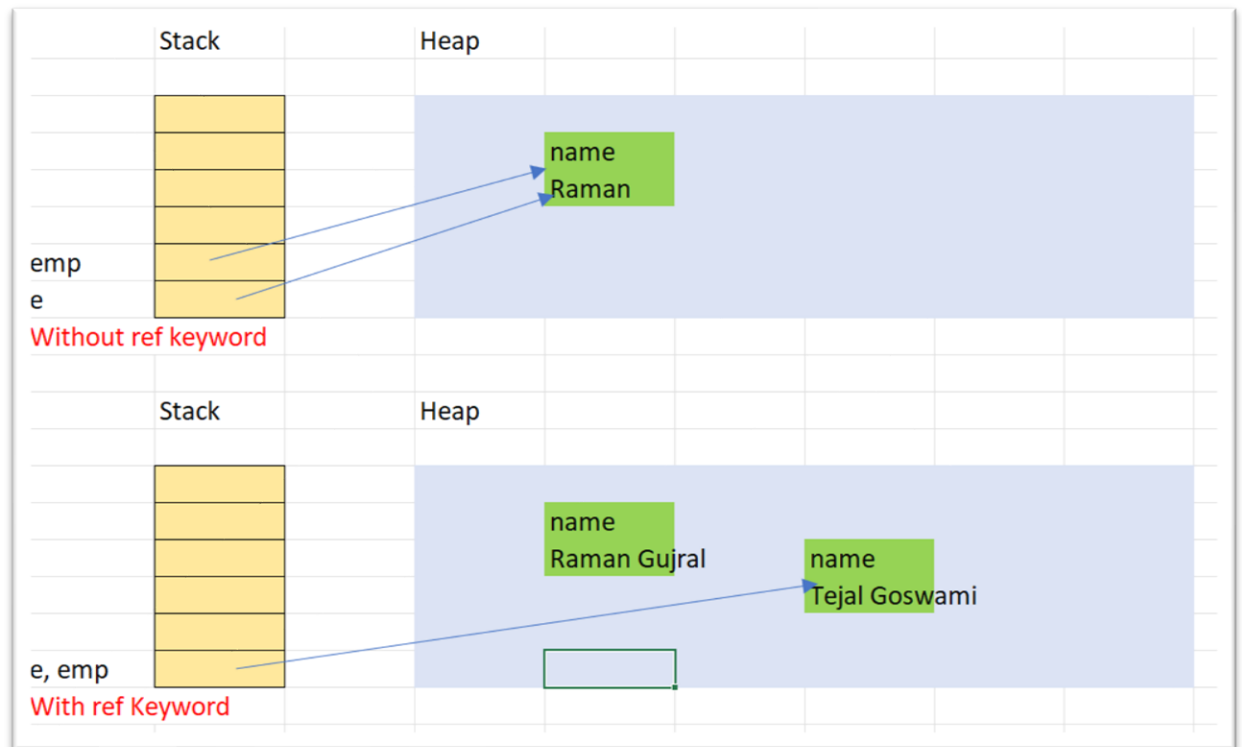 Stack Heap
name
Raman
emp
e
Without ref keyword
Stack Heap
name
Raman Gujral
name
Tejal Goswami
e, emp
With ref Keyword